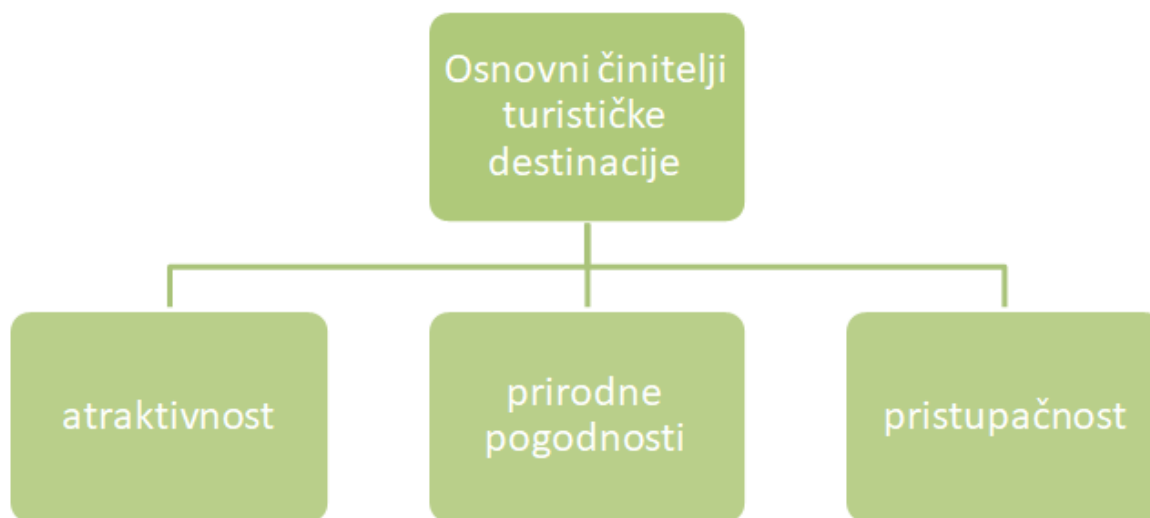 Osnovni činitelji
turističke
destinacije
atraktivnost
prirodne
pogodnosti
pristupačnost